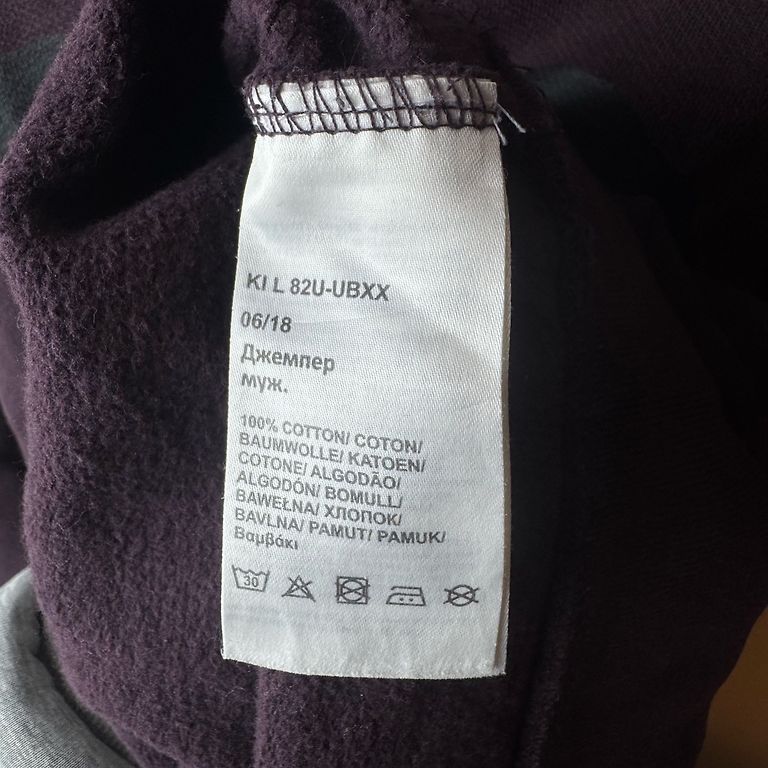 KI L 82U-UBXX
06/18
Джемпер
муж.
100% COTTON/ COTON/
BAUMWOLLE/ KATOEN/
COTONE/ ALGODÃO/
ALGODÓN/ BOMULL/
BAWEŁNA/ ХЛОПОК/
BAVLNA/ PAMUT/ PAMUK/
Βαμβάκι
30